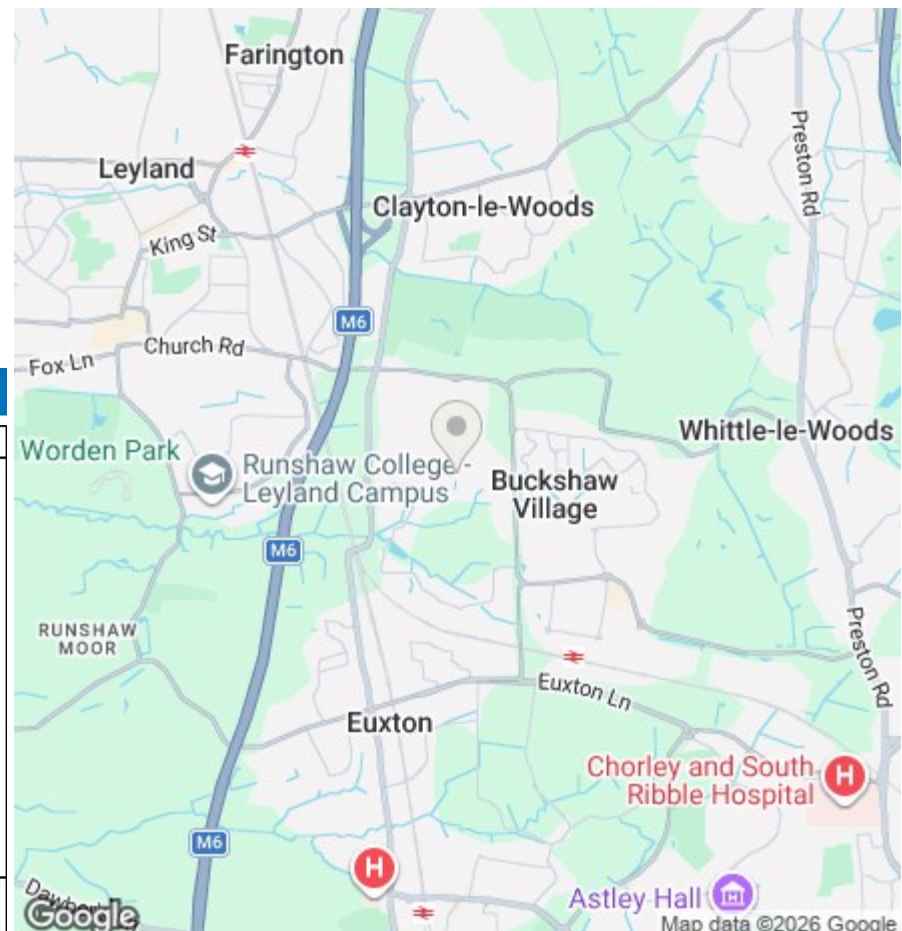 Farington
Leyland
Preston Rd
Clayton-le-Woods
King St
M6
Church Rd
Fox Ln
Whittle-le-Woods
Worden Park
Runshaw College -
Leyland Campus
Buckshaw
Village
M6
RUNSHAW
MOOR
Preston Rd
Euxton Ln
Euxton
Chorley and South
Ribble Hospital
H
M6
H
Astley Hall
Google
Map data ©2026 Google